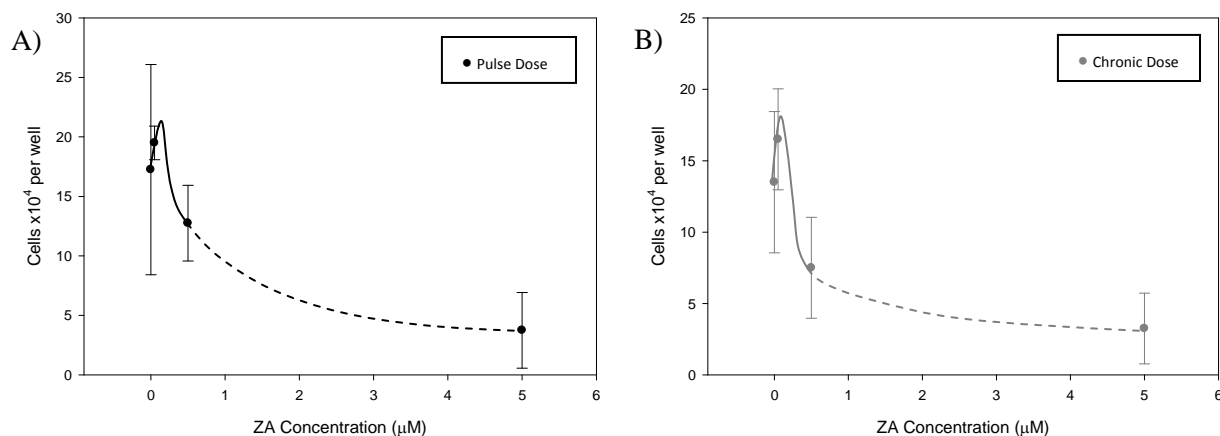 A)
Pulse Dose
30
25
20
15
10
5
0
Cells x10⁴ per well
0 1 2 3 4 5 6
ZA Concentration (μM)
B)
Chronic Dose
25
20
15
10
5
0
Cells x10⁴ per well
0 1 2 3 4 5 6
ZA Concentration (μM)